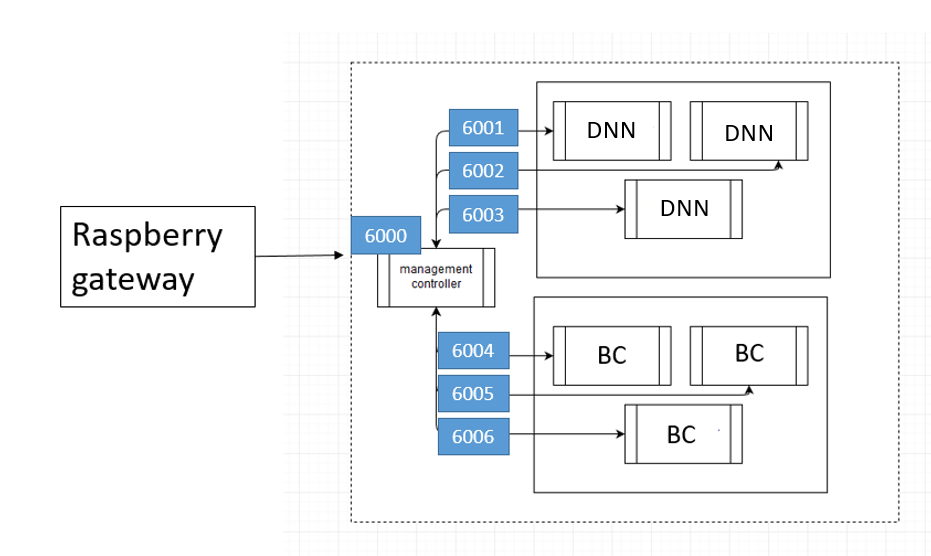 6001
DNN
DNN
6002
6003
DNN
Raspberry
gateway
6000
management
controller
6004
BC
BC
6005
6006
BC